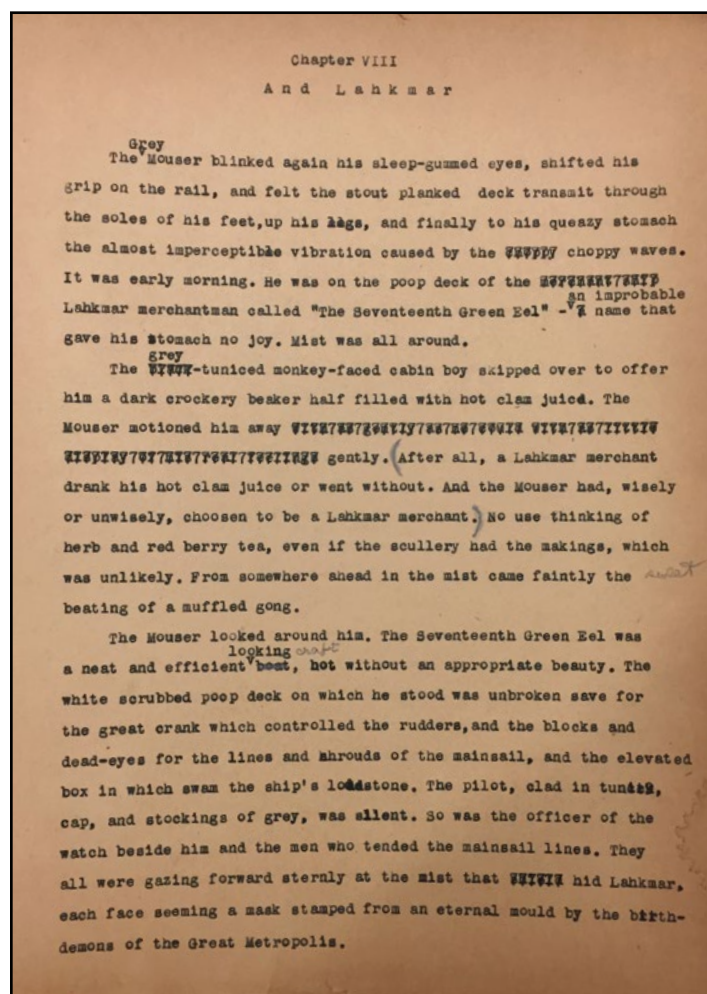 Chapter VIII
And Lahkmar
Grey
The Mouser blinked again his sleep-gummed eyes, shifted his
grip on the rail, and felt the stout planked deck transmit through
the soles of his feet,up his legs, and finally to his queazy stomach
the almost imperceptible vibration caused by the choppy waves.
It was early morning. He was on the poop deck of the
an improbable
Lahkmar merchantman called "The Seventeenth Green Eel" - name that
gave his stomach no joy. Mist was all around.
grey
The -tuniced monkey-faced cabin boy skipped over to offer
him a dark crockery beaker half filled with hot clam juice. The
Mouser motioned him away
gently. (After all, a Lahkmar merchant
drank his hot clam juice or went without. And the Mouser had, wisely
or unwisely, choosen to be a Lahkmar merchant.) No use thinking of
herb and red berry tea, even if the scullery had the makings, which
was unlikely. From somewhere ahead in the mist came faintly the
beating of a muffled gong.
The Mouser looked around him. The Seventeenth Green Eel was
looking craft
a neat and efficient boat, not without an appropriate beauty. The
white scrubbed poop deck on which he stood was unbroken save for
the great crank which controlled the rudders,and the blocks and
dead-eyes for the lines and shrouds of the mainsail, and the elevated
box in which swam the ship's lodestone. The pilot, clad in tunic,
cap, and stockings of grey, was silent. So was the officer of the
watch beside him and the men who tended the mainsail lines. They
all were gazing forward sternly at the mist that hid Lahkmar,
each face seeming a mask stamped from an eternal mould by the birth-
demons of the Great Metropolis.